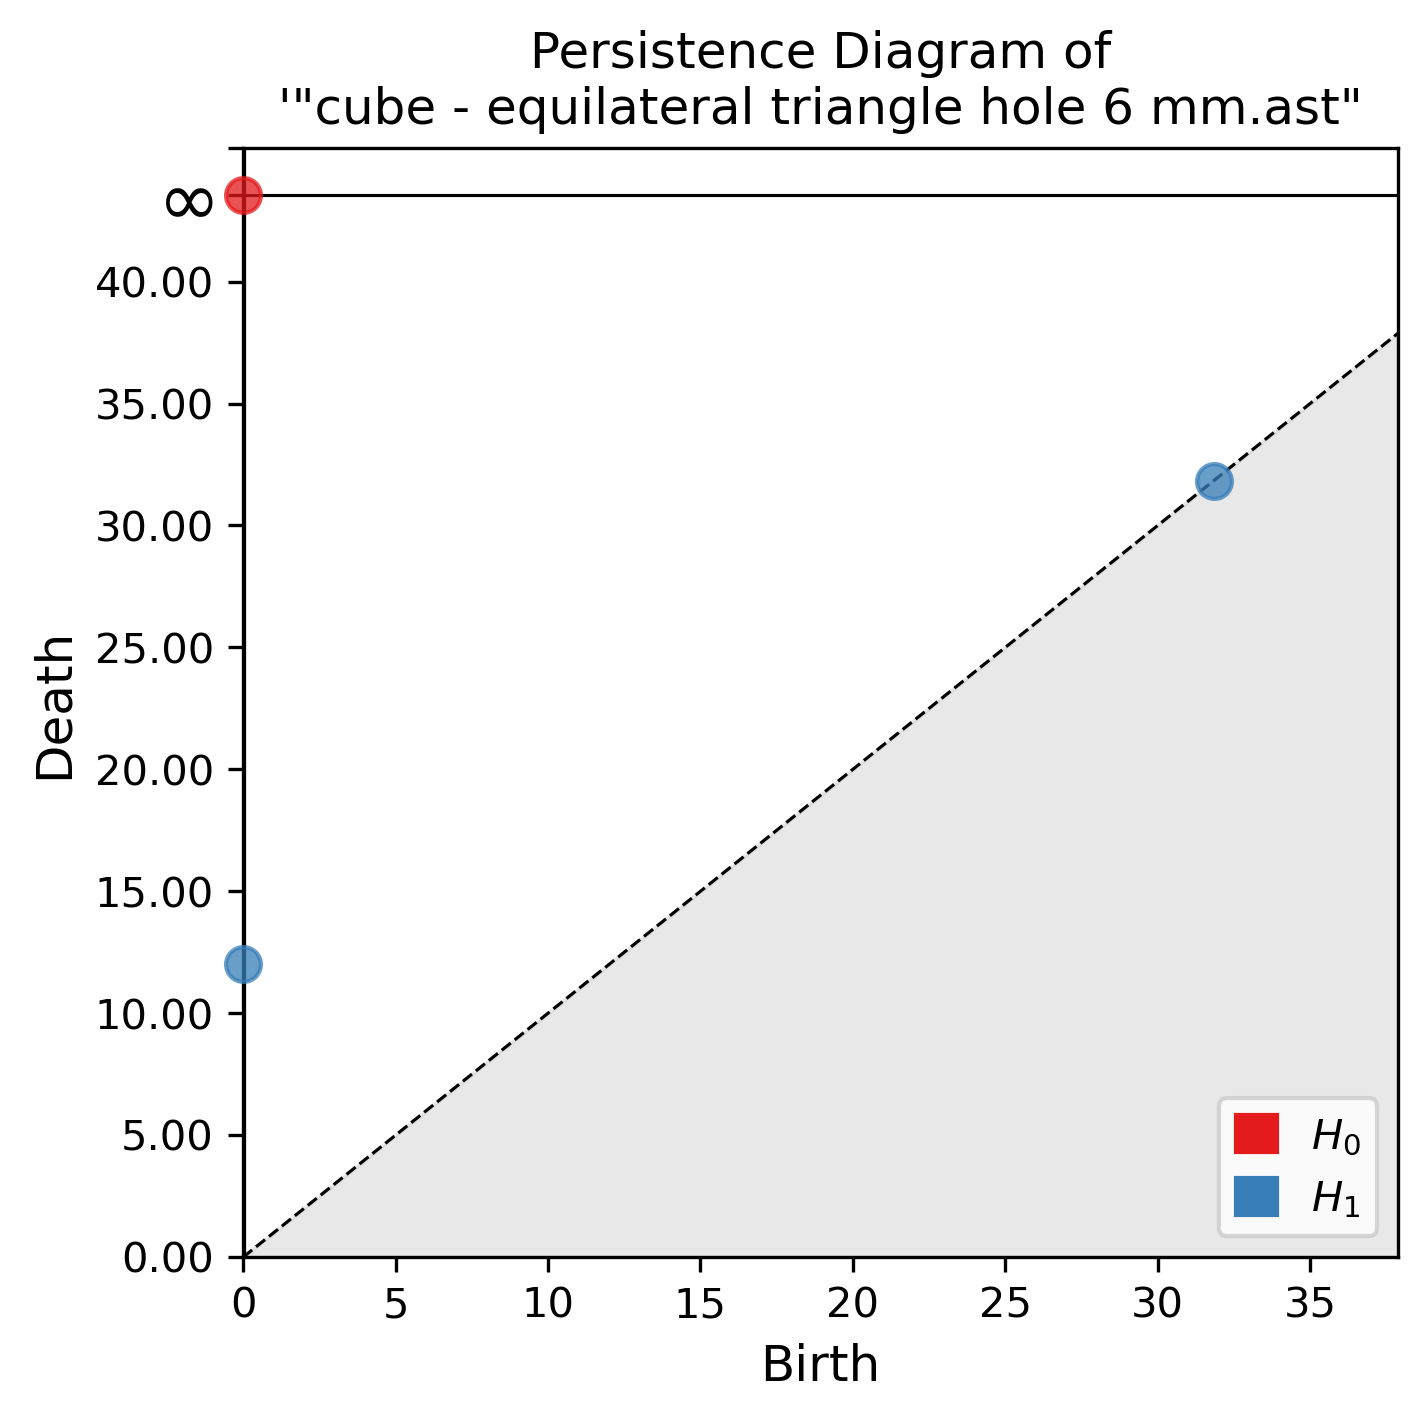 Persistence Diagram of
'"cube - equilateral triangle hole 6 mm.ast"
∞
40.00
35.00
30.00
25.00
20.00
15.00
10.00
5.00
0.00
Death
H₀
H₁
0 5 10 15 20 25 30 35
Birth